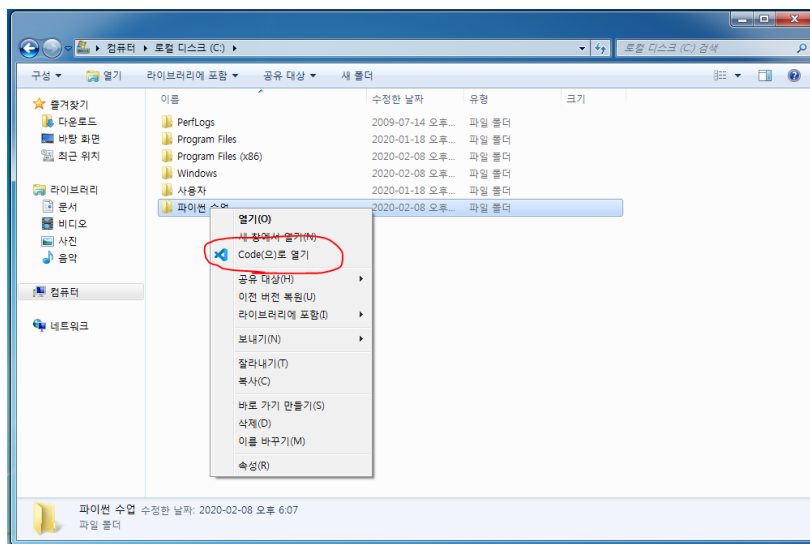 컴퓨터 ▸ 로컬 디스크 (C:) ▸
로컬 디스크 (C:) 검색
구성 열기 라이브러리에 포함 공유 대상 새 폴더
즐겨찾기
다운로드
바탕 화면
최근 위치
라이브러리
문서
비디오
사진
음악
컴퓨터
네트워크
이름 수정한 날짜 유형 크기
PerfLogs 2009-07-14 오후... 파일 폴더
Program Files 2020-01-18 오후... 파일 폴더
Program Files (x86) 2020-02-08 오후... 파일 폴더
Windows 2020-02-08 오후... 파일 폴더
사용자 2020-01-18 오후... 파일 폴더
파이썬 수업 2020-02-08 오후... 파일 폴더
열기(O)
새 창에서 열기(N)
Code(으)로 열기
공유 대상(H)
이전 버전 복원(U)
라이브러리에 포함(I)
보내기(N)
잘라내기(T)
복사(C)
바로 가기 만들기(S)
삭제(D)
이름 바꾸기(M)
속성(R)
파이썬 수업 수정한 날짜: 2020-02-08 오후 6:07
파일 폴더